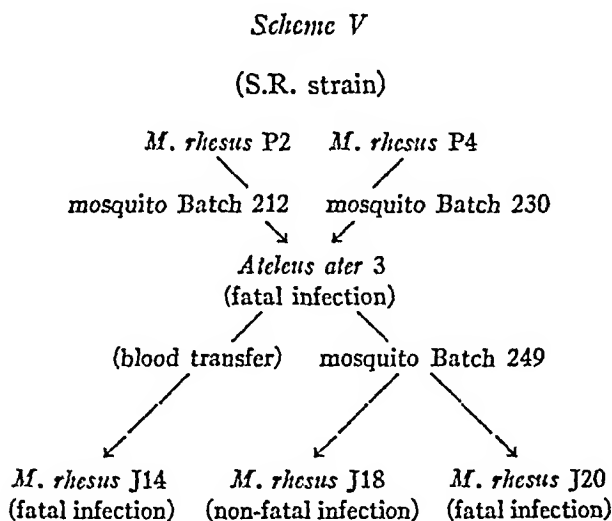 Scheme V
(S.R. strain)
M. rhesus P2 M. rhesus P4
mosquito Batch 212 mosquito Batch 230
Ateleus ater 3
(fatal infection)
(blood transfer) mosquito Batch 249
M. rhesus J14 M. rhesus J18 M. rhesus J20
(fatal infection) (non-fatal infection) (fatal infection)